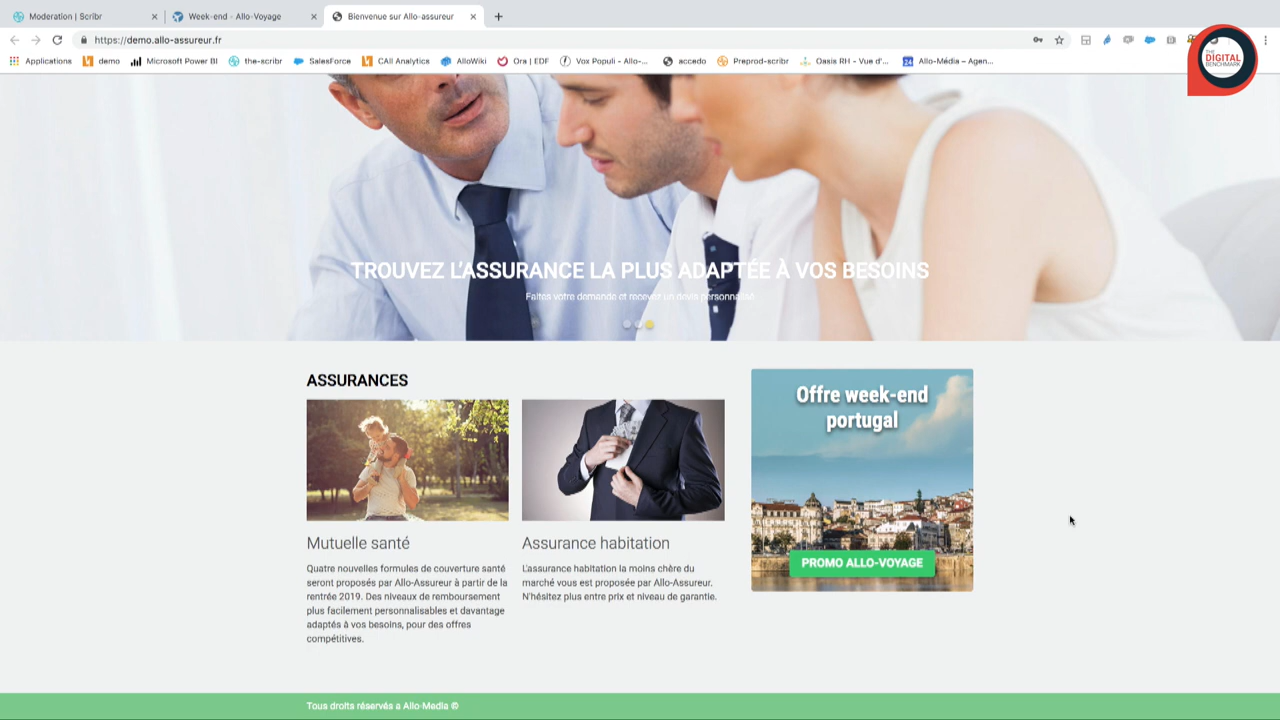 Moderation | Scribr
Week-end - Allo-Voyage
Bienvenue sur Allo-assureur
https://demo.allo-assureur.fr
Applications
demo
Microsoft Power BI
the-scribr
SalesForce
CAll Analytics
AlloWiki
Ora | EDF
Vox Populi - Allo-...
accedo
Preprod-scribr
Oasis RH - Vue d'...
24
Allo-Média – Agen...
THE
DIGITAL
BENCHMARK
TROUVEZ L'ASSURANCE LA PLUS ADAPTÉE À VOS BESOINS
Faites votre demande et recevez un devis personnalisé
ASSURANCES
Mutuelle santé
Quatre nouvelles formules de couverture santé
seront proposés par Allo-Assureur à partir de la
rentrée 2019. Des niveaux de remboursement
plus facilement personnalisables et davantage
adaptés à vos besoins, pour des offres
compétitives.
Assurance habitation
L'assurance habitation la moins chère du
marché vous est proposée par Allo-Assureur.
N'hésitez plus entre prix et niveau de garantie.
Offre week-end
portugal
PROMO ALLO-VOYAGE
Tous droits réservés a Allo-Media ©